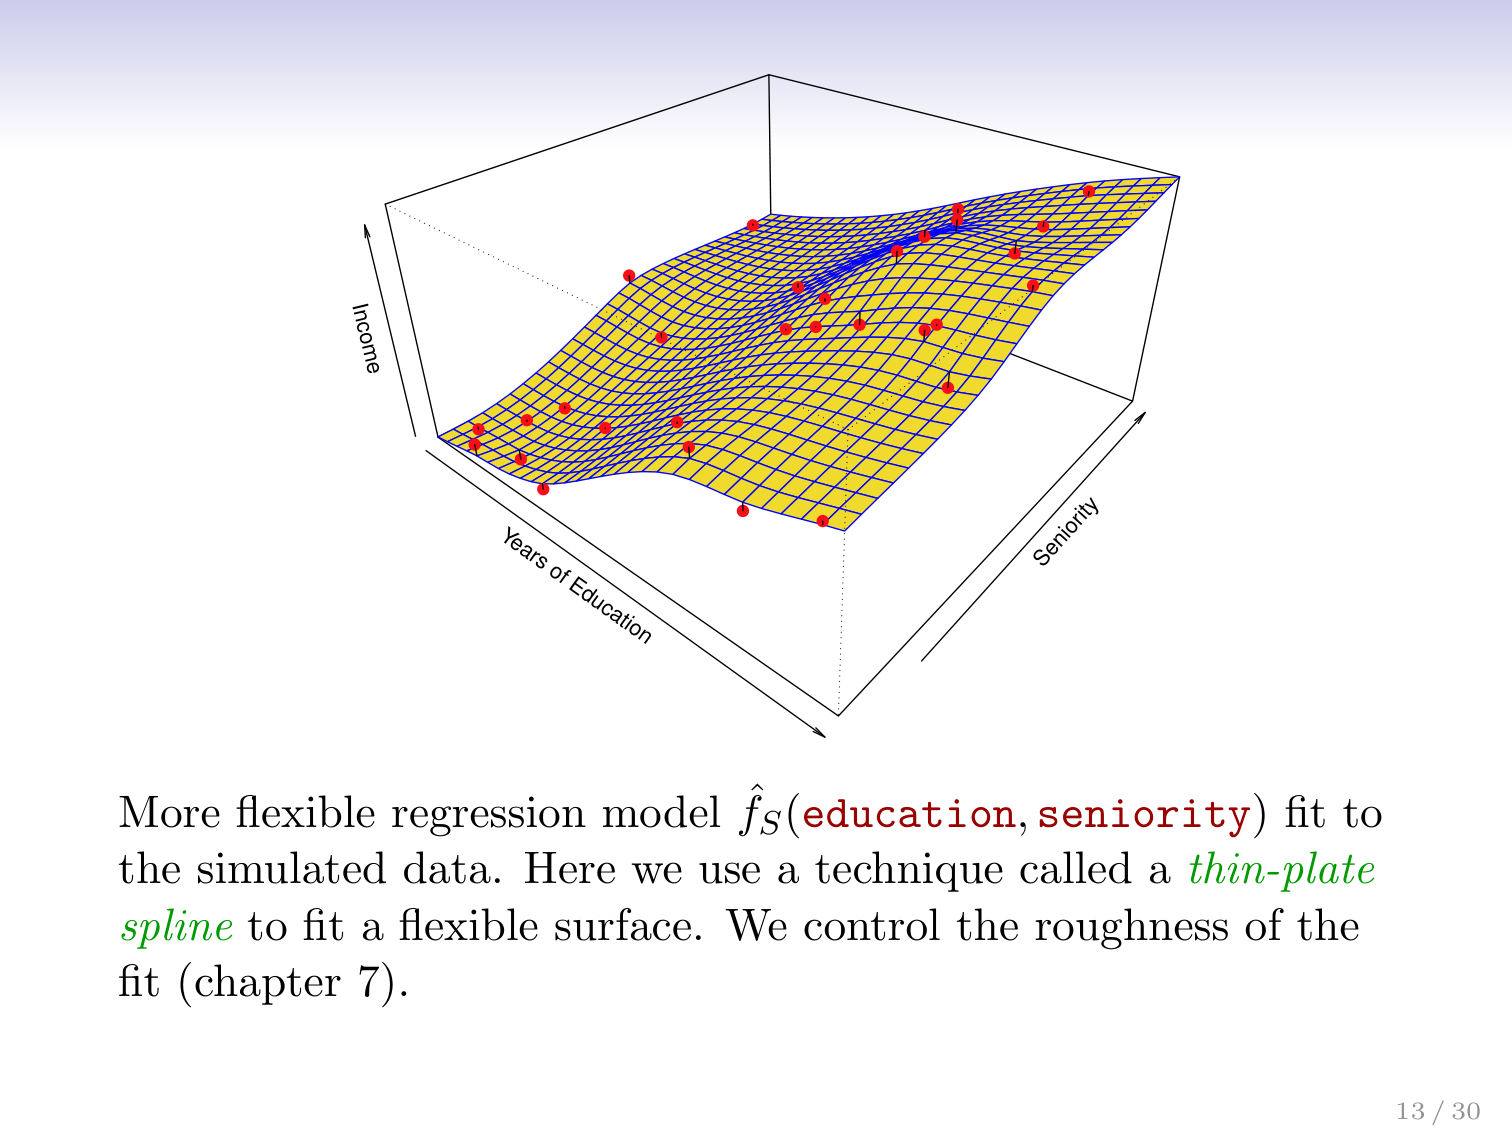 Income
Years of Education
Seniority
More flexible regression model f̂S(education, seniority) fit to
the simulated data. Here we use a technique called a thin-plate
spline to fit a flexible surface. We control the roughness of the
fit (chapter 7).
13 / 30